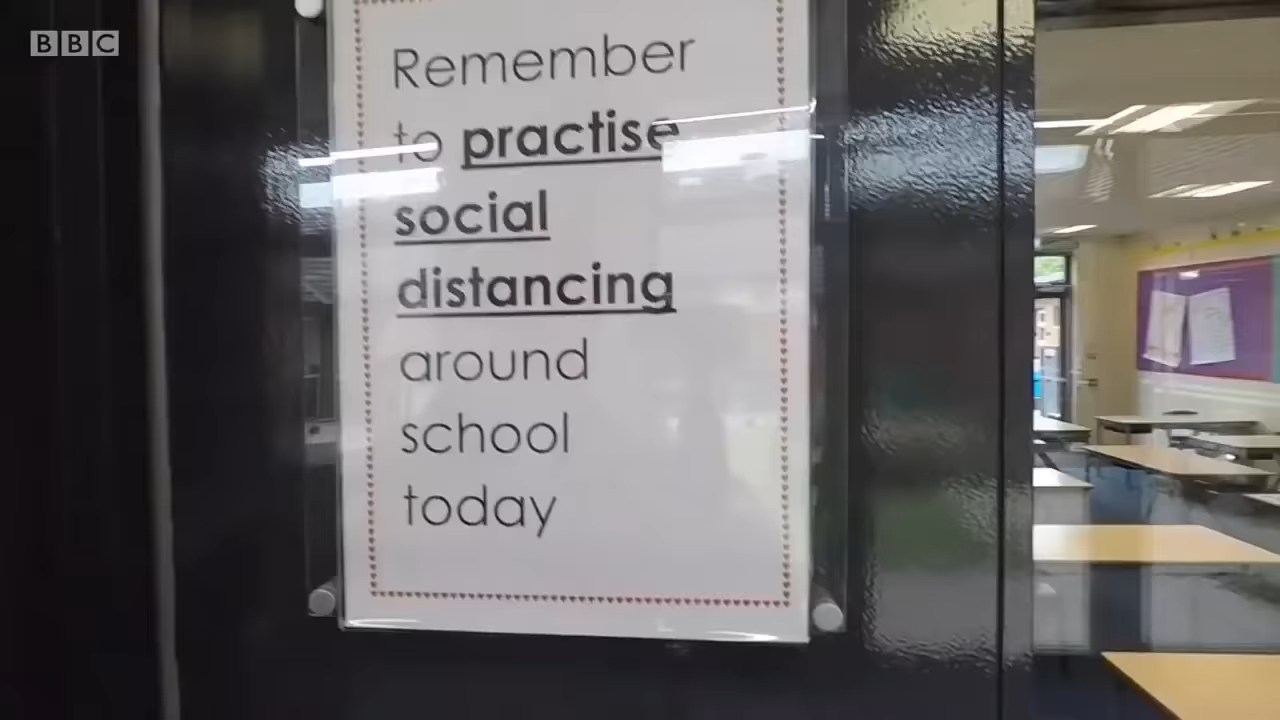 BBC
Remember
to practise
social
distancing
around
school
today